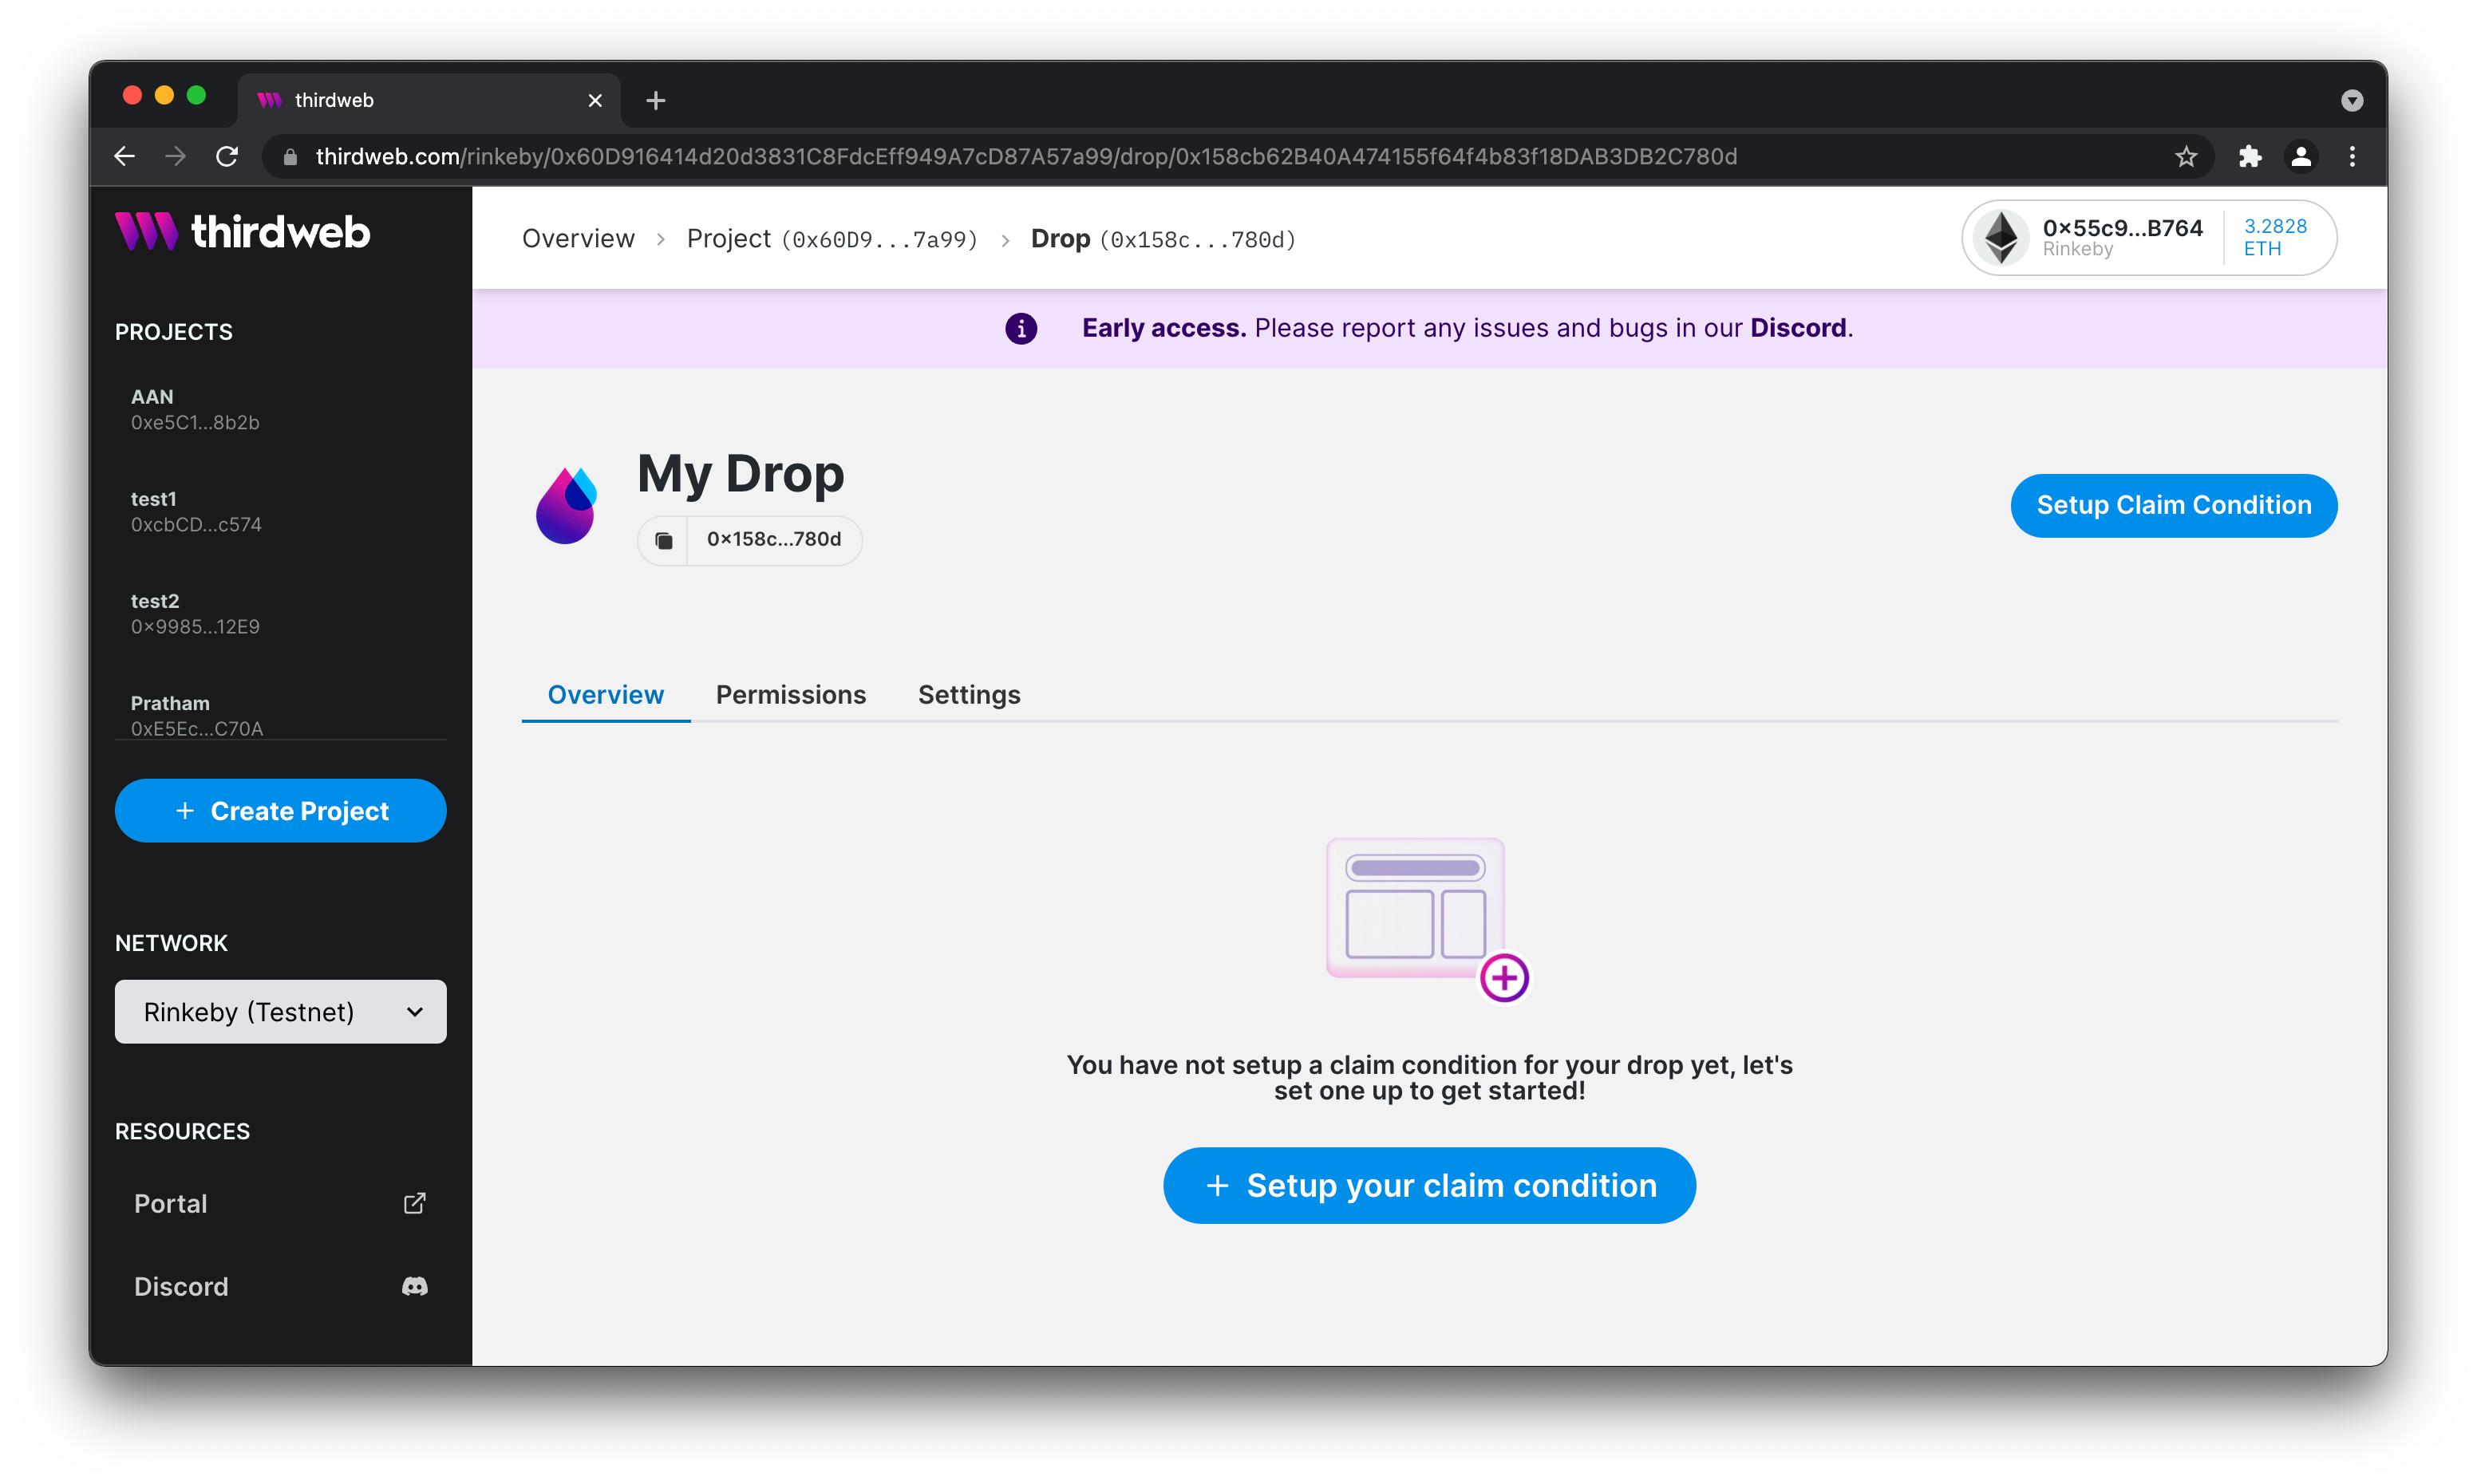 thirdweb
thirdweb.com/rinkeby/0x60D916414d20d3831C8FdcEff949A7cD87A57a99/drop/0x158cb62B40A474155f64f4b83f18DAB3DB2C780d
thirdweb
PROJECTS
AAN
0xe5C1...8b2b
test1
0xcbCD...c574
test2
0x9985...12E9
Pratham
0xE5Ec...C70A
+ Create Project
NETWORK
Rinkeby (Testnet)
RESOURCES
Portal
Discord
Overview > Project (0x60D9...7a99) > Drop (0x158c...780d)
0x55c9...B764
Rinkeby
3.2828
ETH
Early access. Please report any issues and bugs in our Discord.
My Drop
0x158c...780d
Setup Claim Condition
Overview Permissions Settings
You have not setup a claim condition for your drop yet, let's
set one up to get started!
+ Setup your claim condition